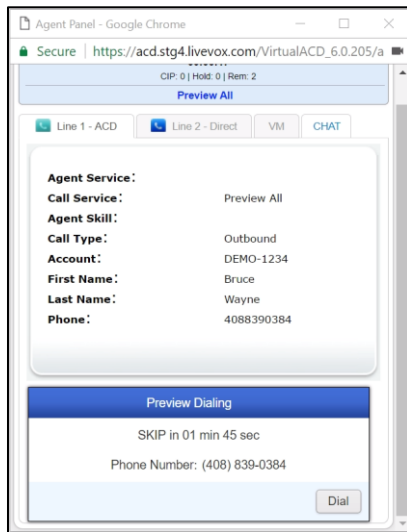 Agent Panel - Google Chrome
Secure | https://acd.stg4.livevox.com/VirtualACD_6.0.205/a
CIP: 0 | Hold: 0 | Rem: 2
Preview All
Line 1 - ACD
Line 2 - Direct
VM
CHAT
Agent Service:
Call Service: Preview All
Agent Skill:
Call Type: Outbound
Account: DEMO-1234
First Name: Bruce
Last Name: Wayne
Phone: 4088390384
Preview Dialing
SKIP in 01 min 45 sec
Phone Number: (408) 839-0384
Dial